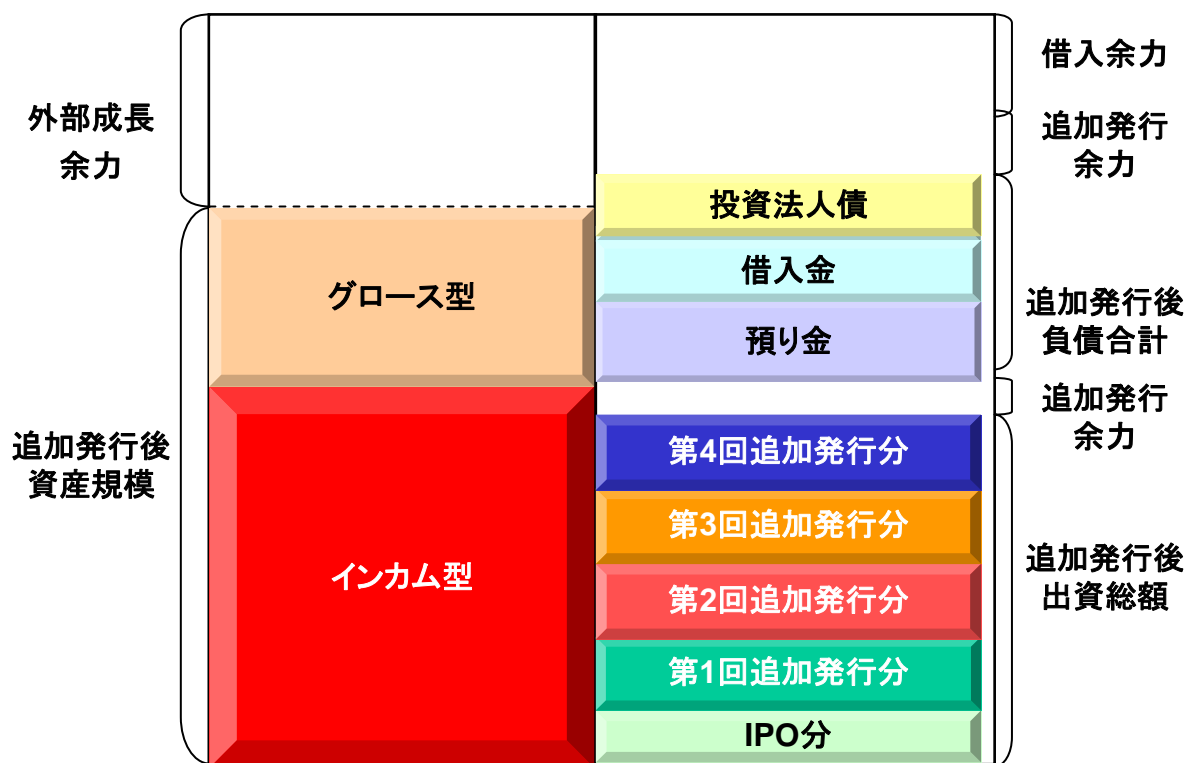 外部成長
余力
追加発行後
資産規模
グロース型
インカム型
投資法人債
借入金
預り金
第4回追加発行分
第3回追加発行分
第2回追加発行分
第1回追加発行分
IPO分
借入余力
追加発行
余力
追加発行後
負債合計
追加発行
余力
追加発行後
出資総額